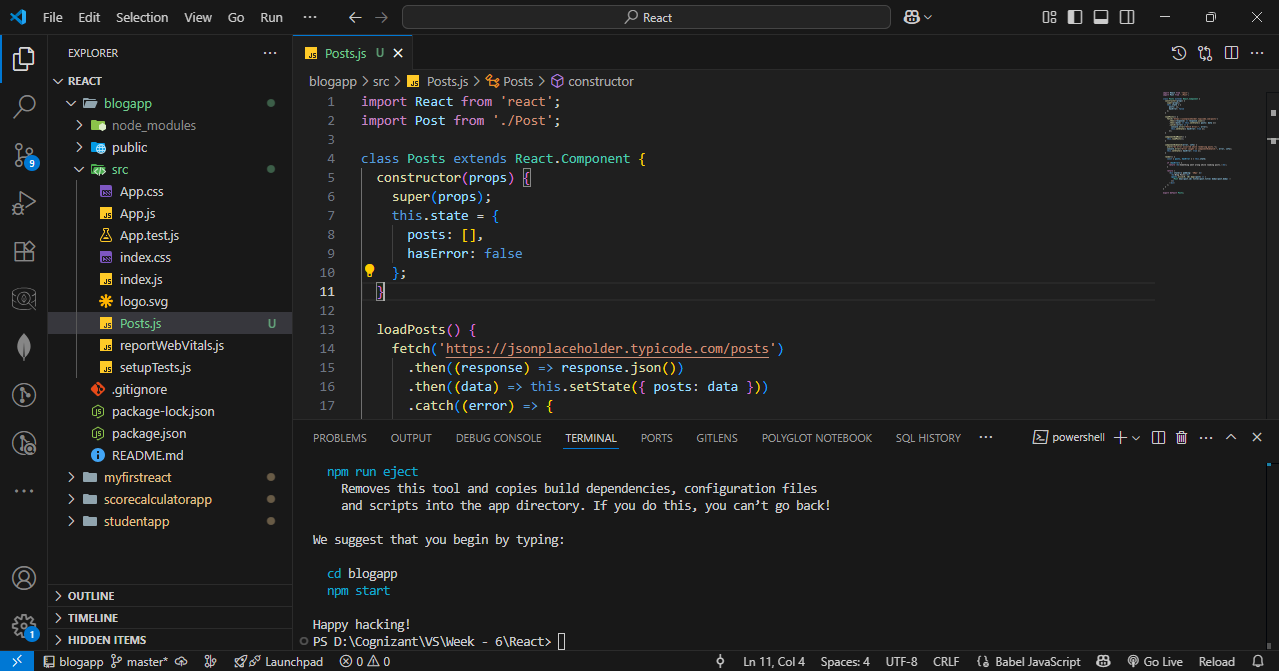 File Edit Selection View Go Run ··· React
EXPLORER ···
REACT
blogapp
node_modules
public
src
App.css
App.js
App.test.js
index.css
index.js
logo.svg
Posts.js U
reportWebVitals.js
setupTests.js
.gitignore
package-lock.json
package.json
README.md
myfirstreact
scorecalculatorapp
studentapp
OUTLINE
TIMELINE
HIDDEN ITEMS
9
1
JS Posts.js U
blogapp > src > JS Posts.js > Posts > constructor
1 import React from 'react';
2 import Post from './Post';
3
4 class Posts extends React.Component {
5 constructor(props) {
6 super(props);
7 this.state = {
8 posts: [],
9 hasError: false
10 };
11 }
12
13 loadPosts() {
14 fetch('https://jsonplaceholder.typicode.com/posts')
15 .then((response) => response.json())
16 .then((data) => this.setState({ posts: data }))
17 .catch((error) => {
PROBLEMS OUTPUT DEBUG CONSOLE TERMINAL PORTS GITLENS POLYGLOT NOTEBOOK SQL HISTORY ··· powershell
npm run eject
Removes this tool and copies build dependencies, configuration files
and scripts into the app directory. If you do this, you can’t go back!
We suggest that you begin by typing:
cd blogapp
npm start
Happy hacking!
PS D:\Cognizant\VS\Week - 6\React>
blogapp master* Launchpad 0 0 Ln 11, Col 4 Spaces: 4 UTF-8 CRLF {} Babel JavaScript Go Live Reload